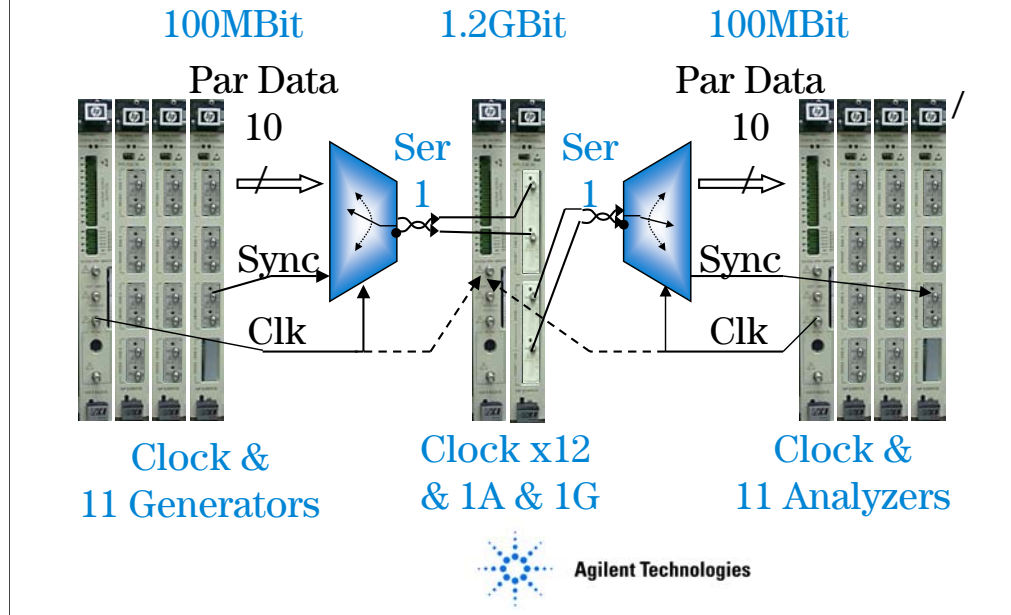 100MBit
1.2GBit
100MBit
Par Data
Par Data
/
10
10
Ser
Ser
1
1
Sync
Sync
Clk
Clk
Clock &
11 Generators
Clock x12
& 1A & 1G
Clock &
11 Analyzers
Agilent Technologies